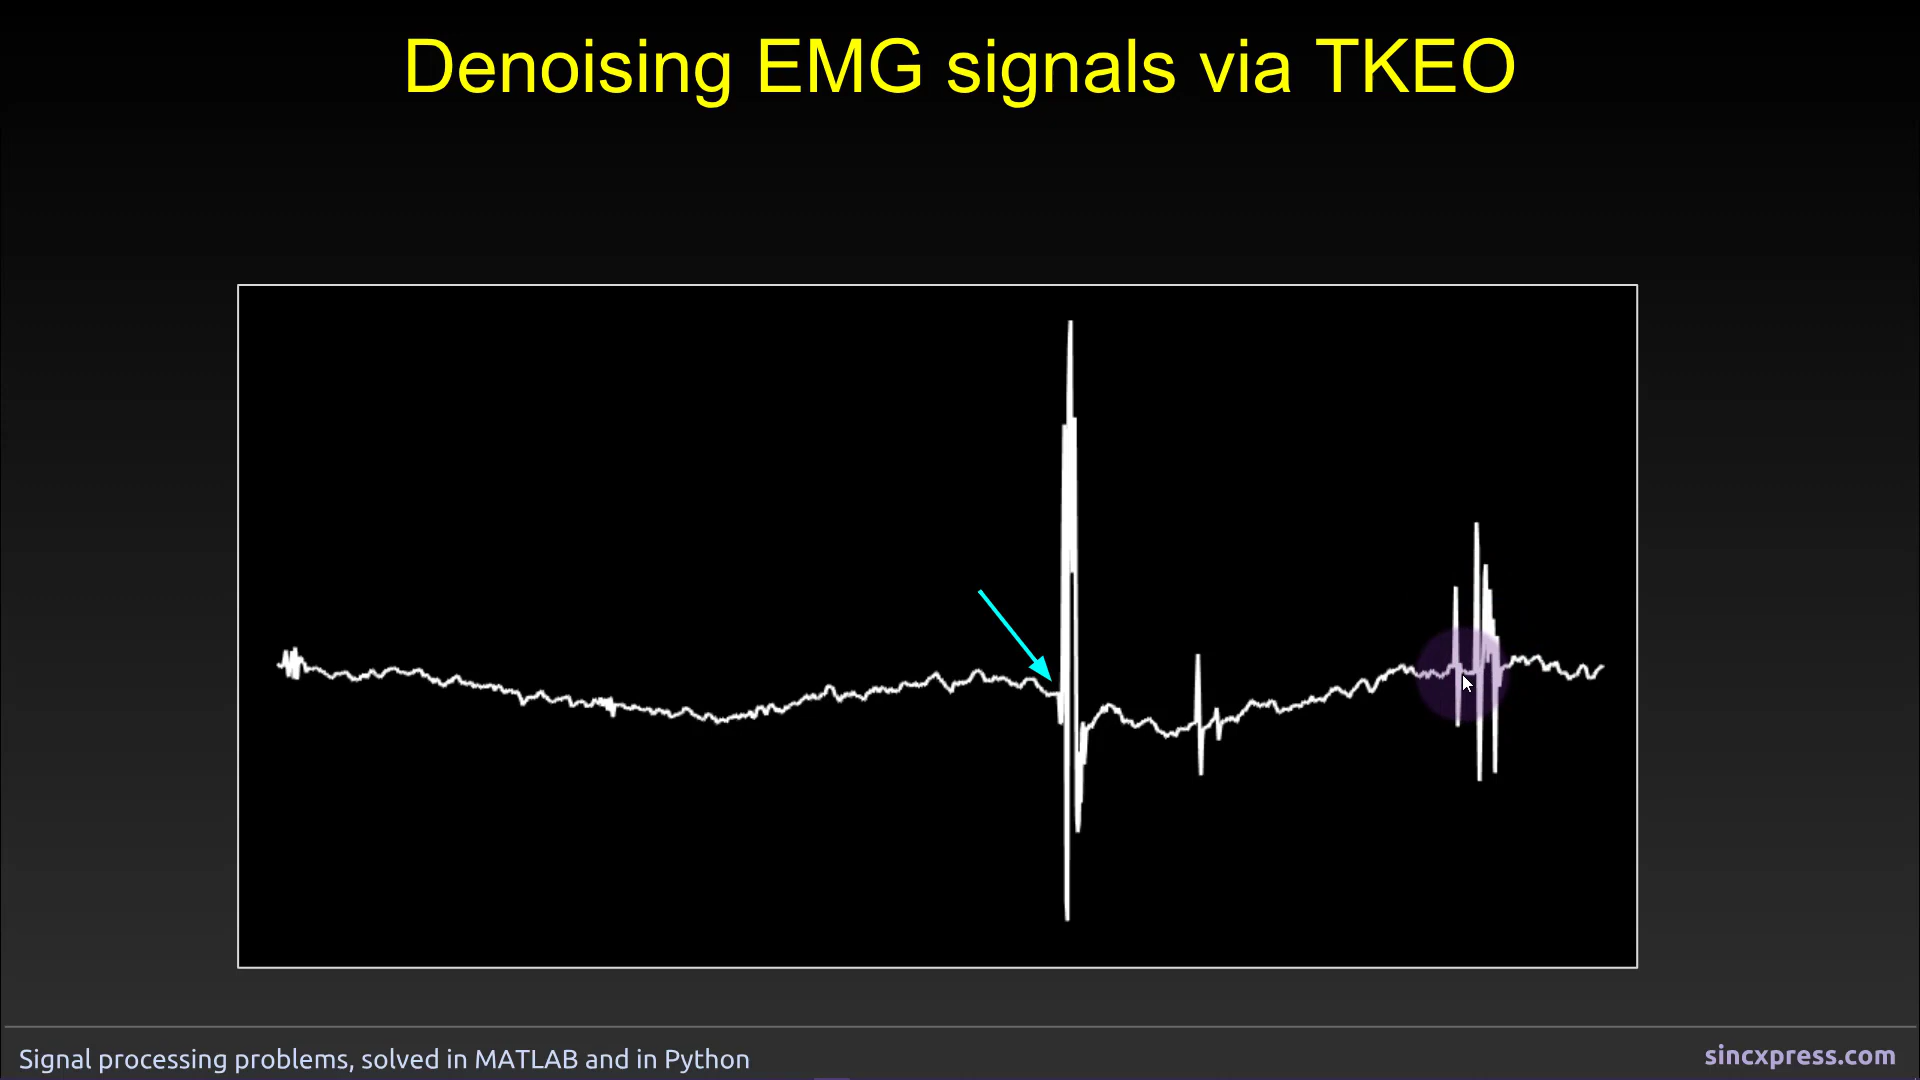 Denoising EMG signals via TKEO
Signal processing problems, solved in MATLAB and in Python
sincxpress.com